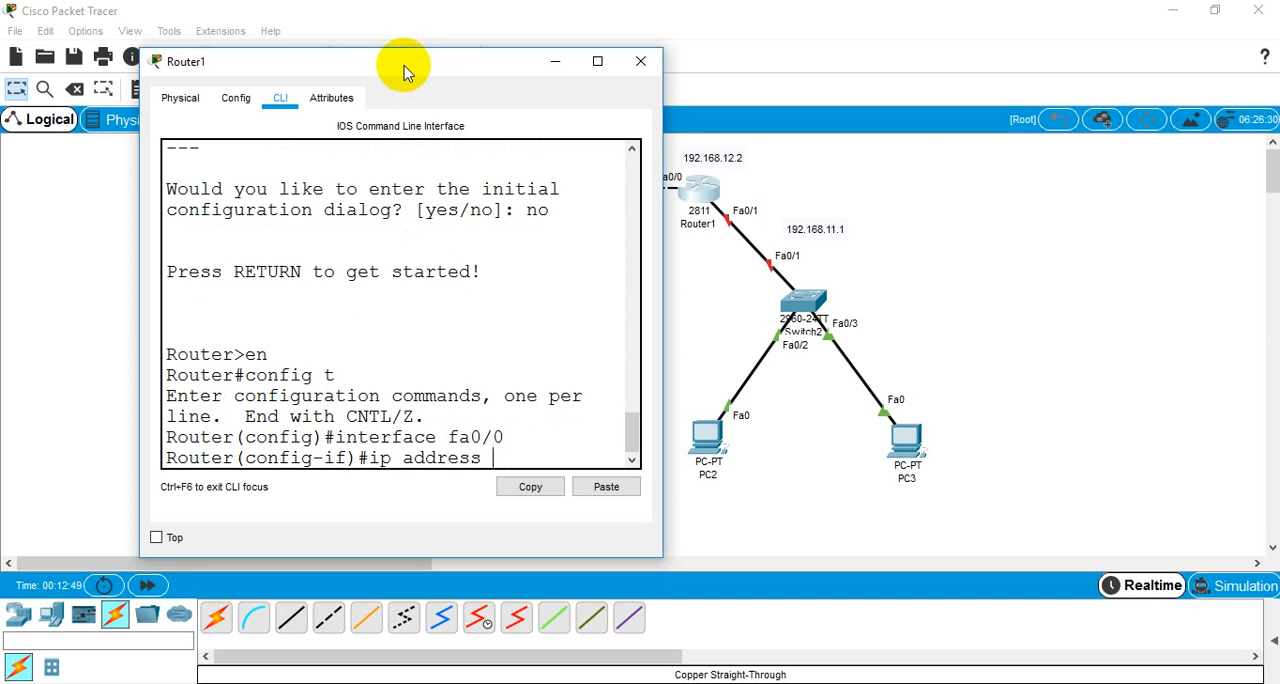 Cisco Packet Tracer
File Edit Options View Tools Extensions Help
Router1
Physical Config CLI Attributes
IOS Command Line Interface
---
Would you like to enter the initial
configuration dialog? [yes/no]: no
Press RETURN to get started!
Router>en
Router#config t
Enter configuration commands, one per
line. End with CNTL/Z.
Router(config)#interface fa0/0
Router(config-if)#ip address
Ctrl+F6 to exit CLI focus
Copy Paste
Top
Logical
[Root]
06:26:30
192.168.12.2
a0/0
2811
Router1
Fa0/1
192.168.11.1
Fa0/1
2960-24TT
Switch2
Fa0/3
Fa0/2
Fa0
Fa0
PC-PT
PC2
PC-PT
PC3
Time: 00:12:49
Realtime
Simulation
Copper Straight-Through